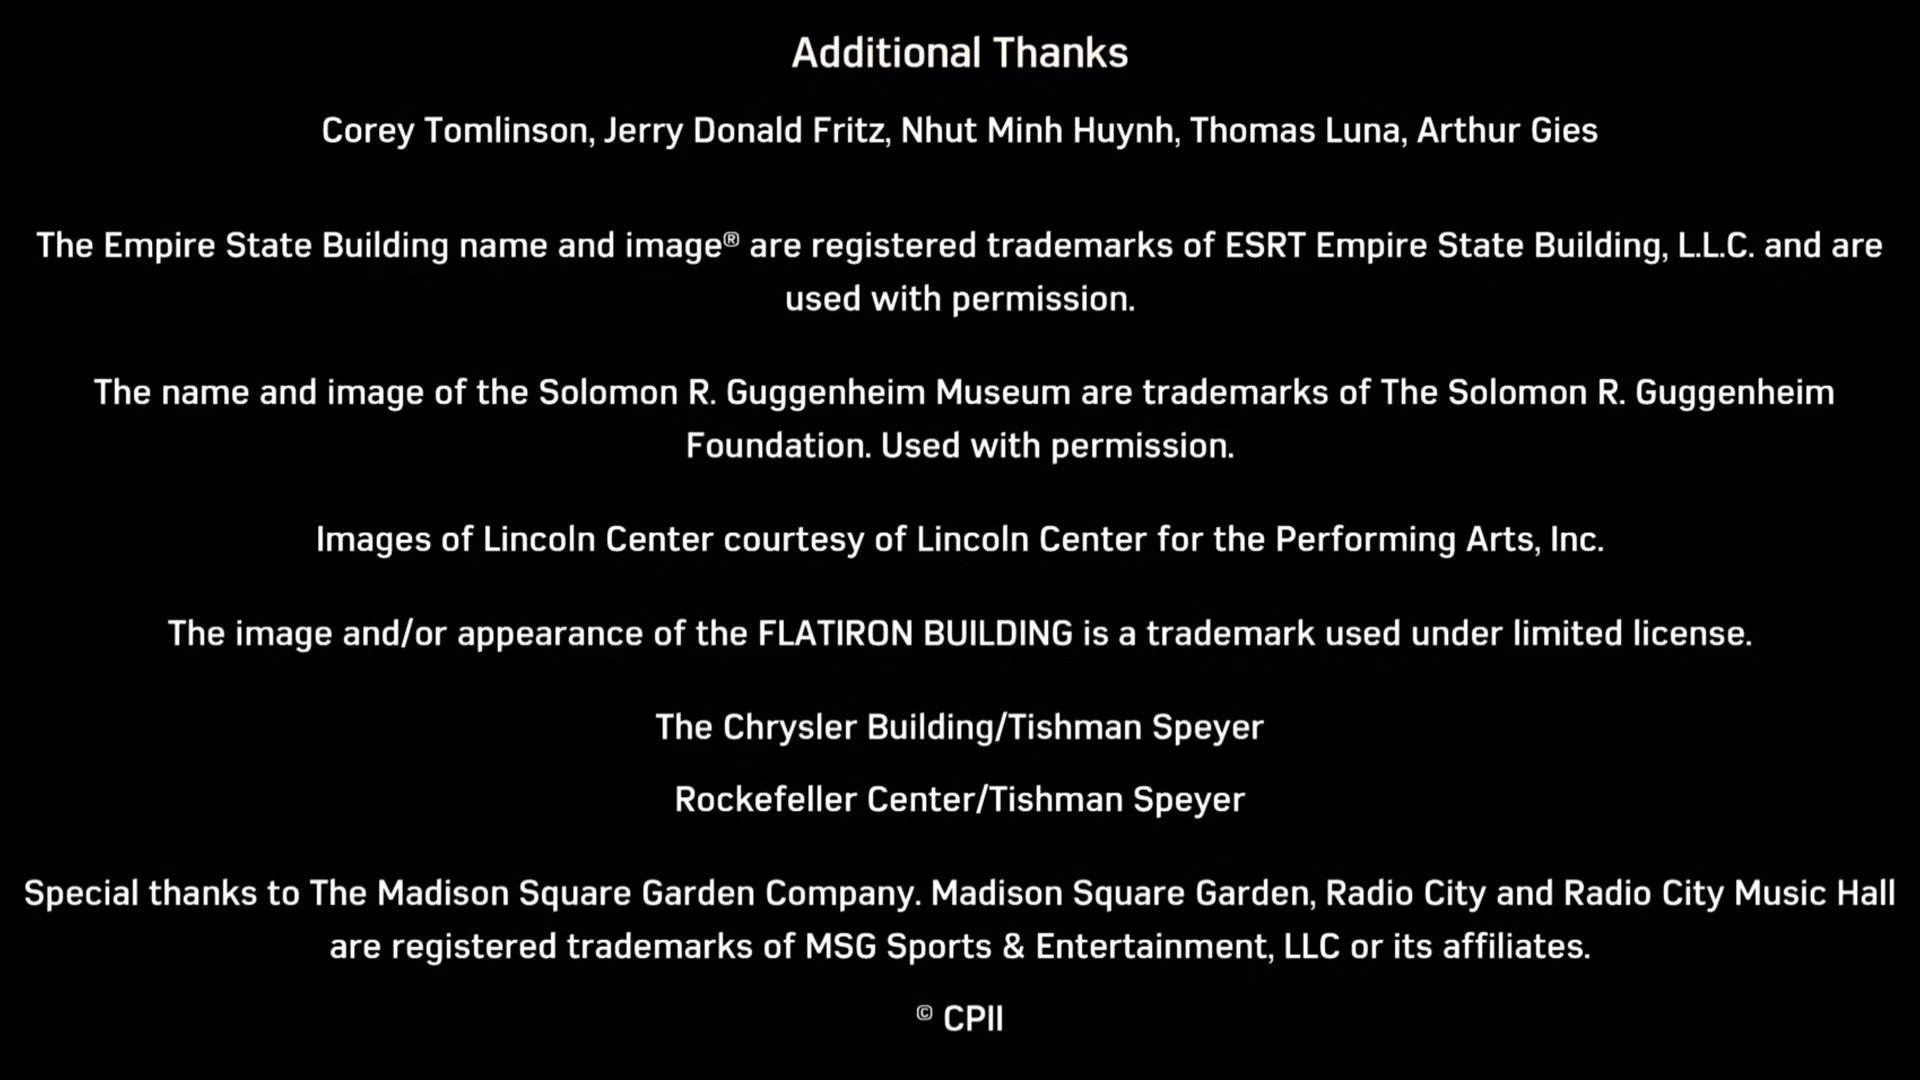 Additional Thanks
Corey Tomlinson, Jerry Donald Fritz, Nhut Minh Huynh, Thomas Luna, Arthur Gies
The Empire State Building name and image® are registered trademarks of ESRT Empire State Building, L.L.C. and are
used with permission.
The name and image of the Solomon R. Guggenheim Museum are trademarks of The Solomon R. Guggenheim
Foundation. Used with permission.
Images of Lincoln Center courtesy of Lincoln Center for the Performing Arts, Inc.
The image and/or appearance of the FLATIRON BUILDING is a trademark used under limited license.
The Chrysler Building/Tishman Speyer
Rockefeller Center/Tishman Speyer
Special thanks to The Madison Square Garden Company. Madison Square Garden, Radio City and Radio City Music Hall
are registered trademarks of MSG Sports & Entertainment, LLC or its affiliates.
© CPII